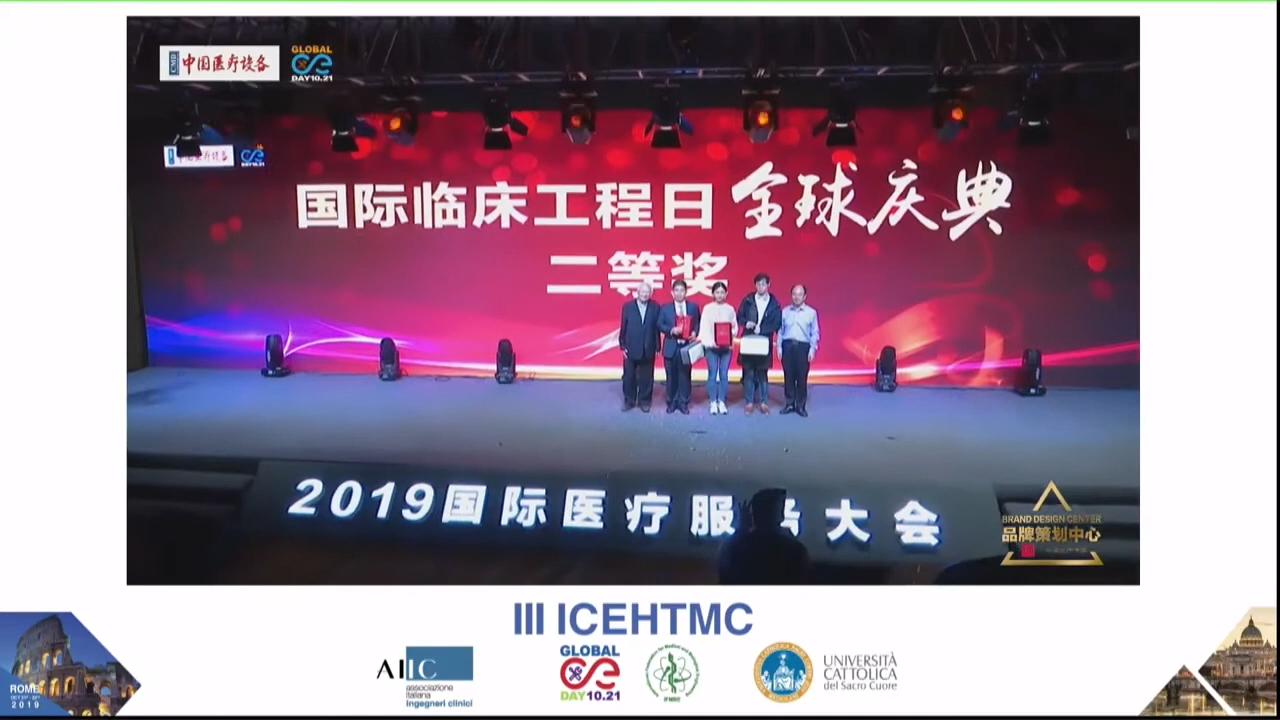 中国医疗设备
GLOBAL
ce
DAY10.21
国际临床工程日 全球庆典
二等奖
2019国际医疗服务大会
BRAND DESIGN CENTER
品牌策划中心
III ICEHTMC
ROME
2019
AIIC
associazione
italiana
ingegneri clinici
GLOBAL
ce
DAY10.21
UNIVERSITÀ
CATTOLICA
del Sacro Cuore